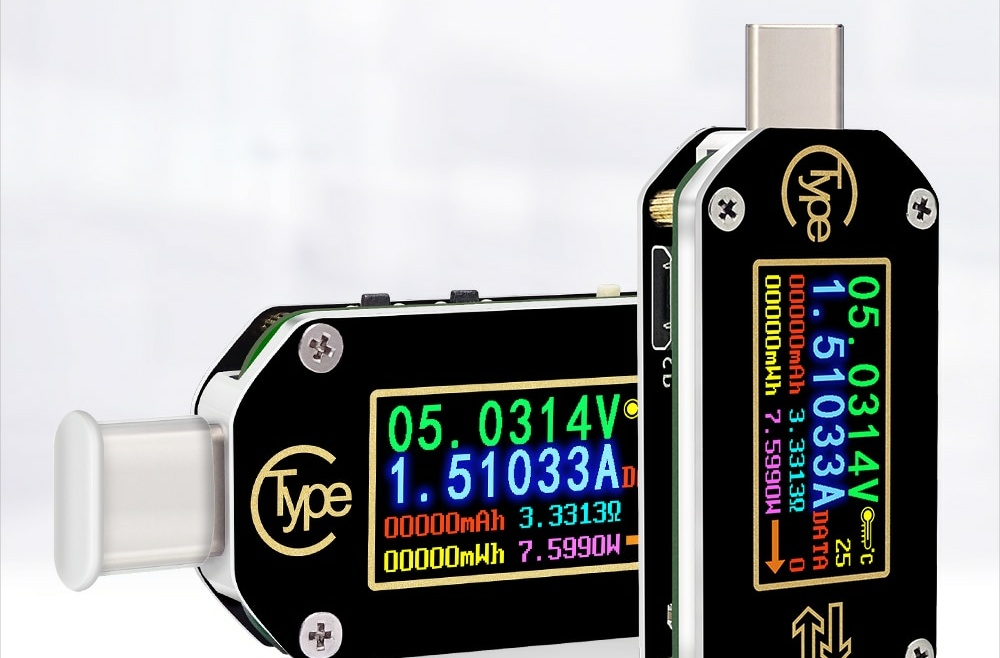 Type
05.0314V
1.51033A
00000mAh 3.3313Ω
00000mWh 7.5990W
Type
05.0314V
1.51033A DATA
00000mAh 3.3313Ω 0
00000mWh 7.5990W
25 °C